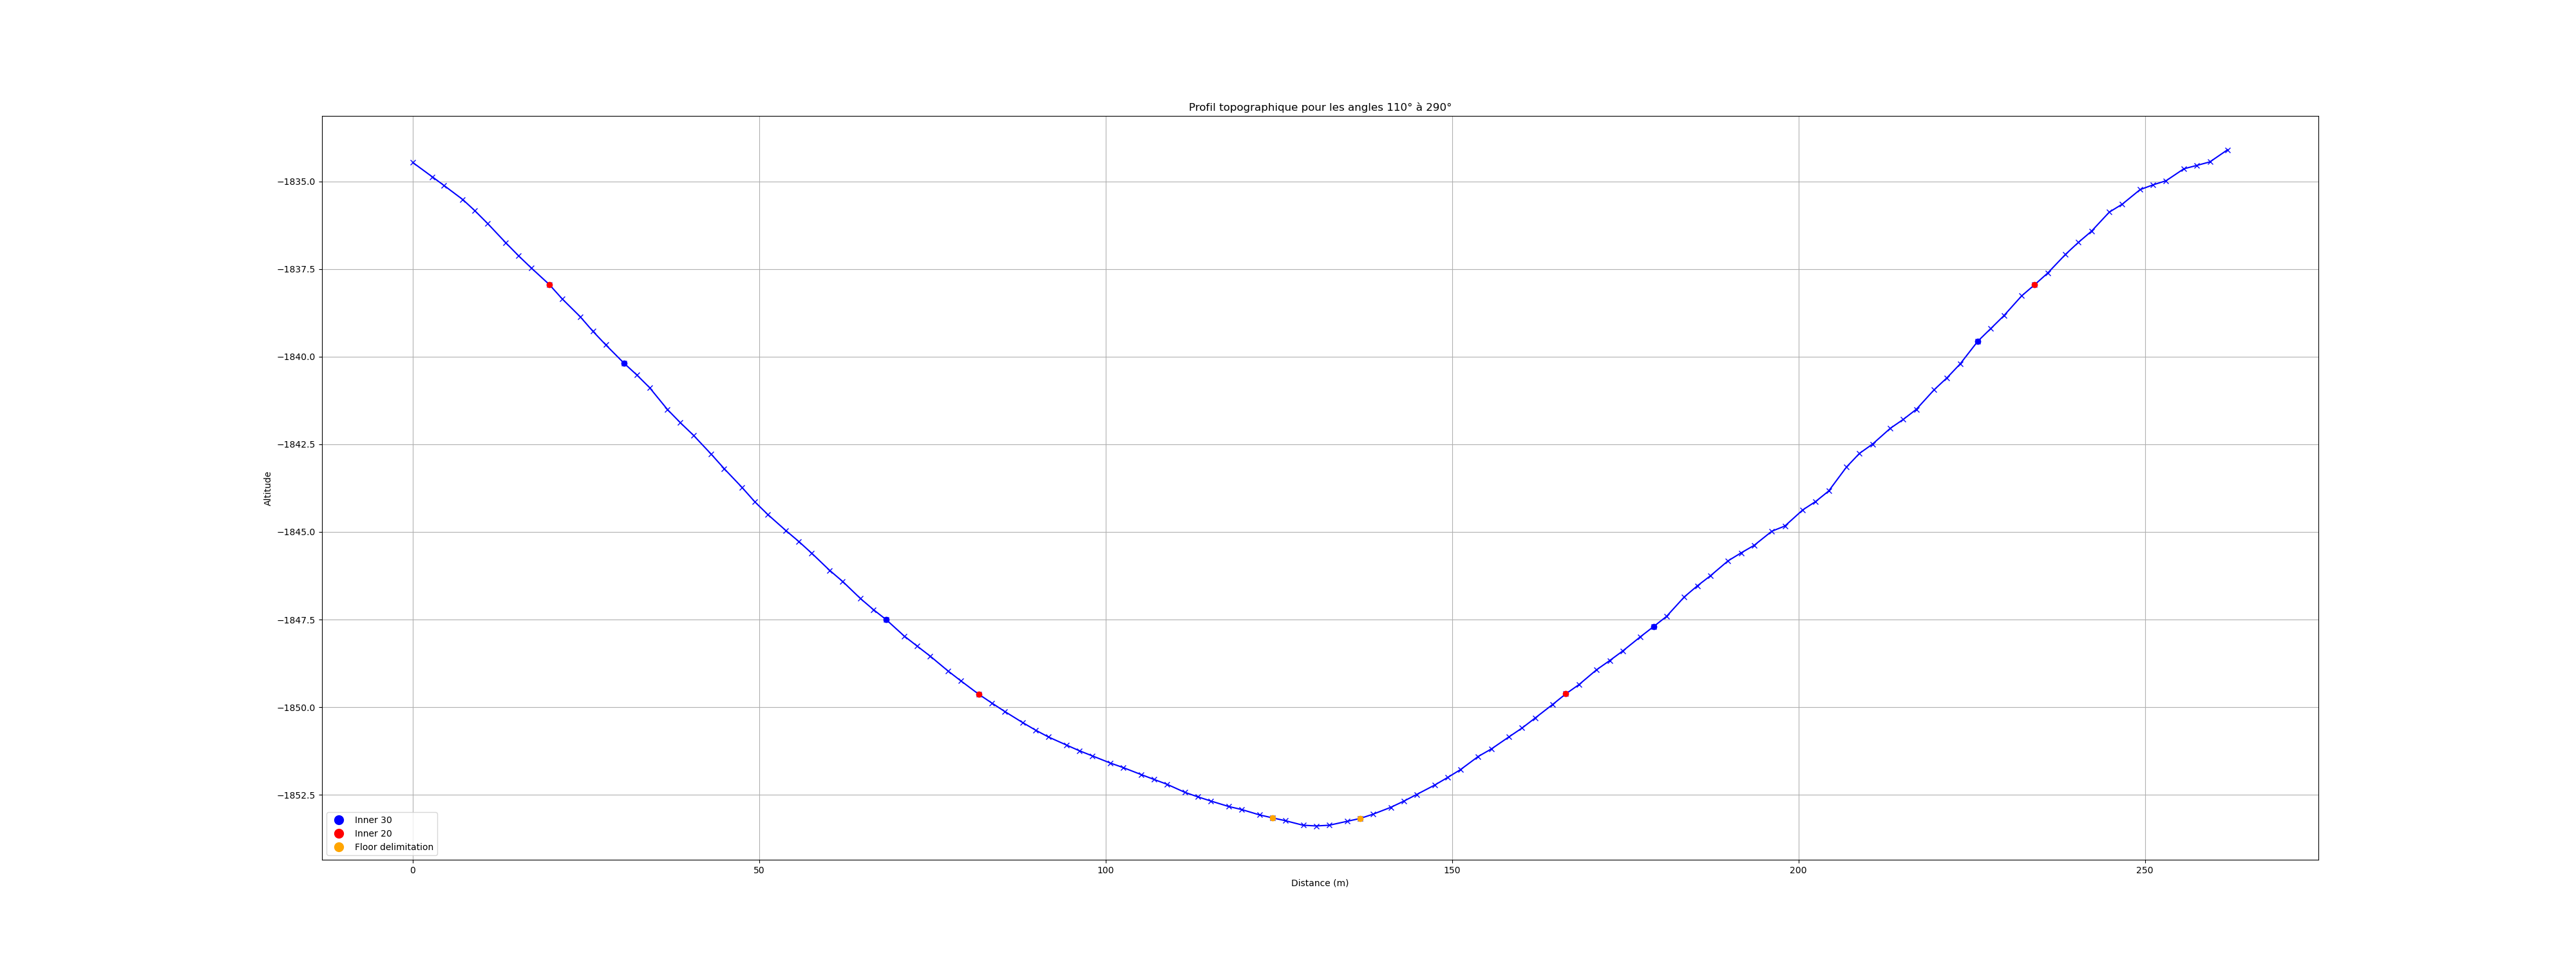 Profil topographique pour les angles 110° à 290°
Altitude
−1835.0
−1837.5
−1840.0
−1842.5
−1845.0
−1847.5
−1850.0
−1852.5
Inner 30
Inner 20
Floor delimitation
0
50
100
150
200
250
Distance (m)